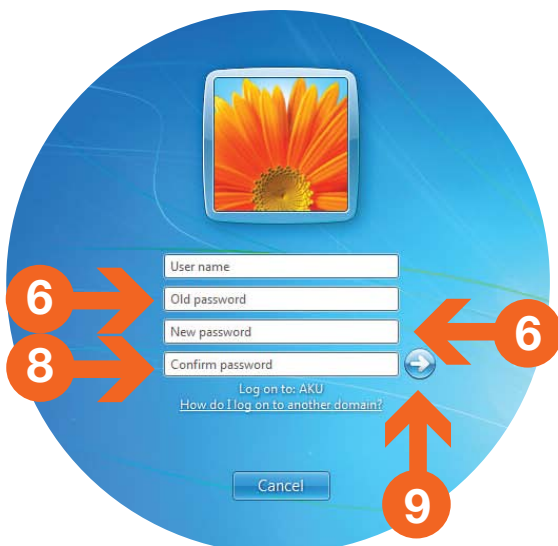 User name
6
Old password
New password
6
8
Confirm password
Log on to: AKU
How do I log on to another domain?
Cancel
9